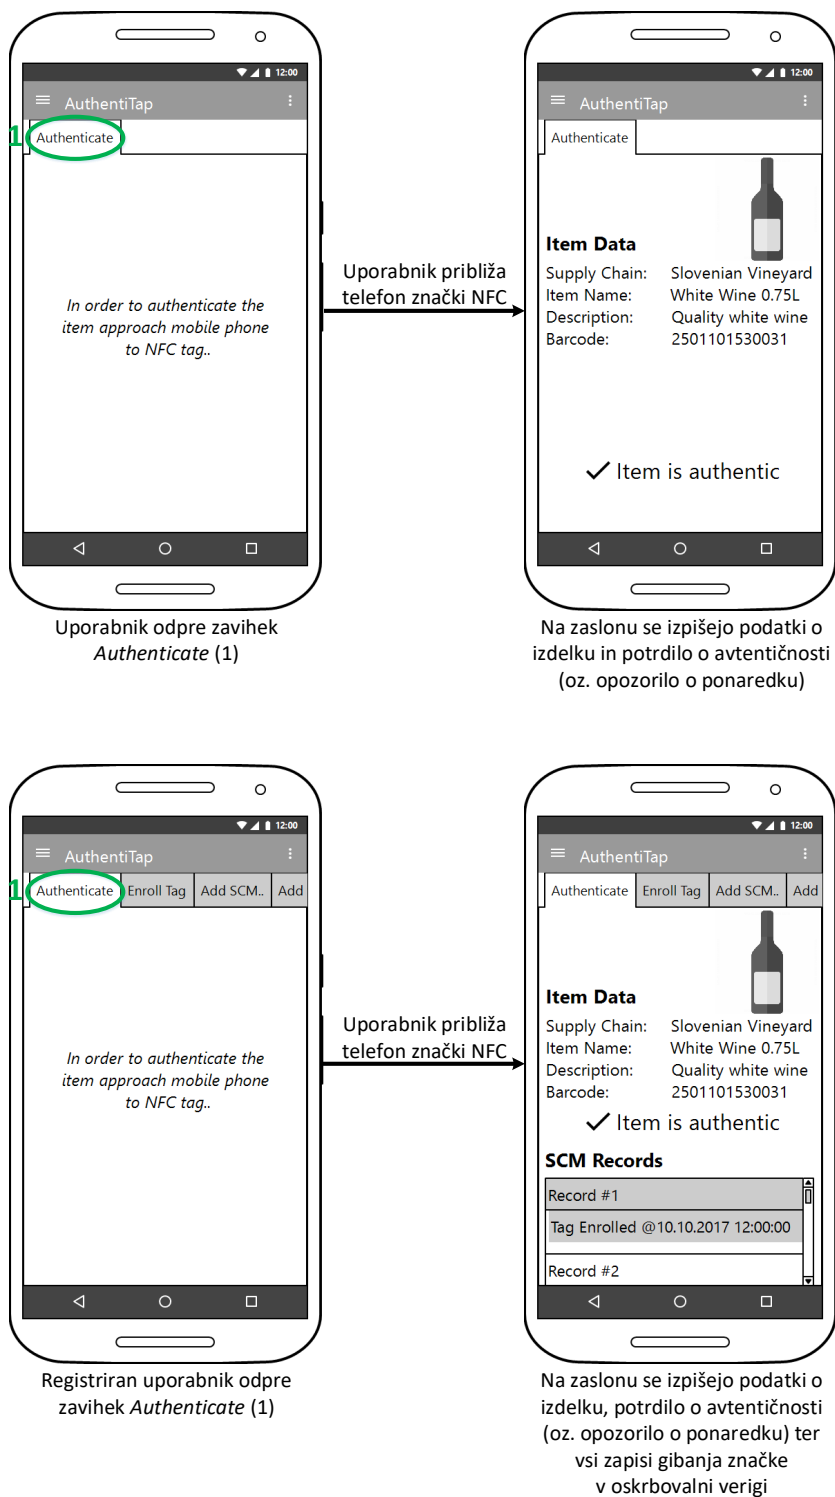 12:00
AuthentiTap
1 Authenticate
In order to authenticate the
item approach mobile phone
to NFC tag..
Uporabnik odpre zavihek
Authenticate (1)
Uporabnik približa
telefon znački NFC
12:00
AuthentiTap
Authenticate
Item Data
Supply Chain: Slovenian Vineyard
Item Name: White Wine 0.75L
Description: Quality white wine
Barcode: 2501101530031
Item is authentic
Na zaslonu se izpišejo podatki o
izdelku in potrdilo o avtentičnosti
(oz. opozorilo o ponaredku)
12:00
AuthentiTap
1 Authenticate Enroll Tag Add SCM.. Add
In order to authenticate the
item approach mobile phone
to NFC tag..
Registriran uporabnik odpre
zavihek Authenticate (1)
Uporabnik približa
telefon znački NFC
12:00
AuthentiTap
Authenticate Enroll Tag Add SCM.. Add
Item Data
Supply Chain: Slovenian Vineyard
Item Name: White Wine 0.75L
Description: Quality white wine
Barcode: 2501101530031
Item is authentic
SCM Records
Record #1
Tag Enrolled @10.10.2017 12:00:00
Record #2
Na zaslonu se izpišejo podatki o
izdelku, potrdilo o avtentičnosti
(oz. opozorilo o ponaredku) ter
vsi zapisi gibanja značke
v oskrbovalni verigi